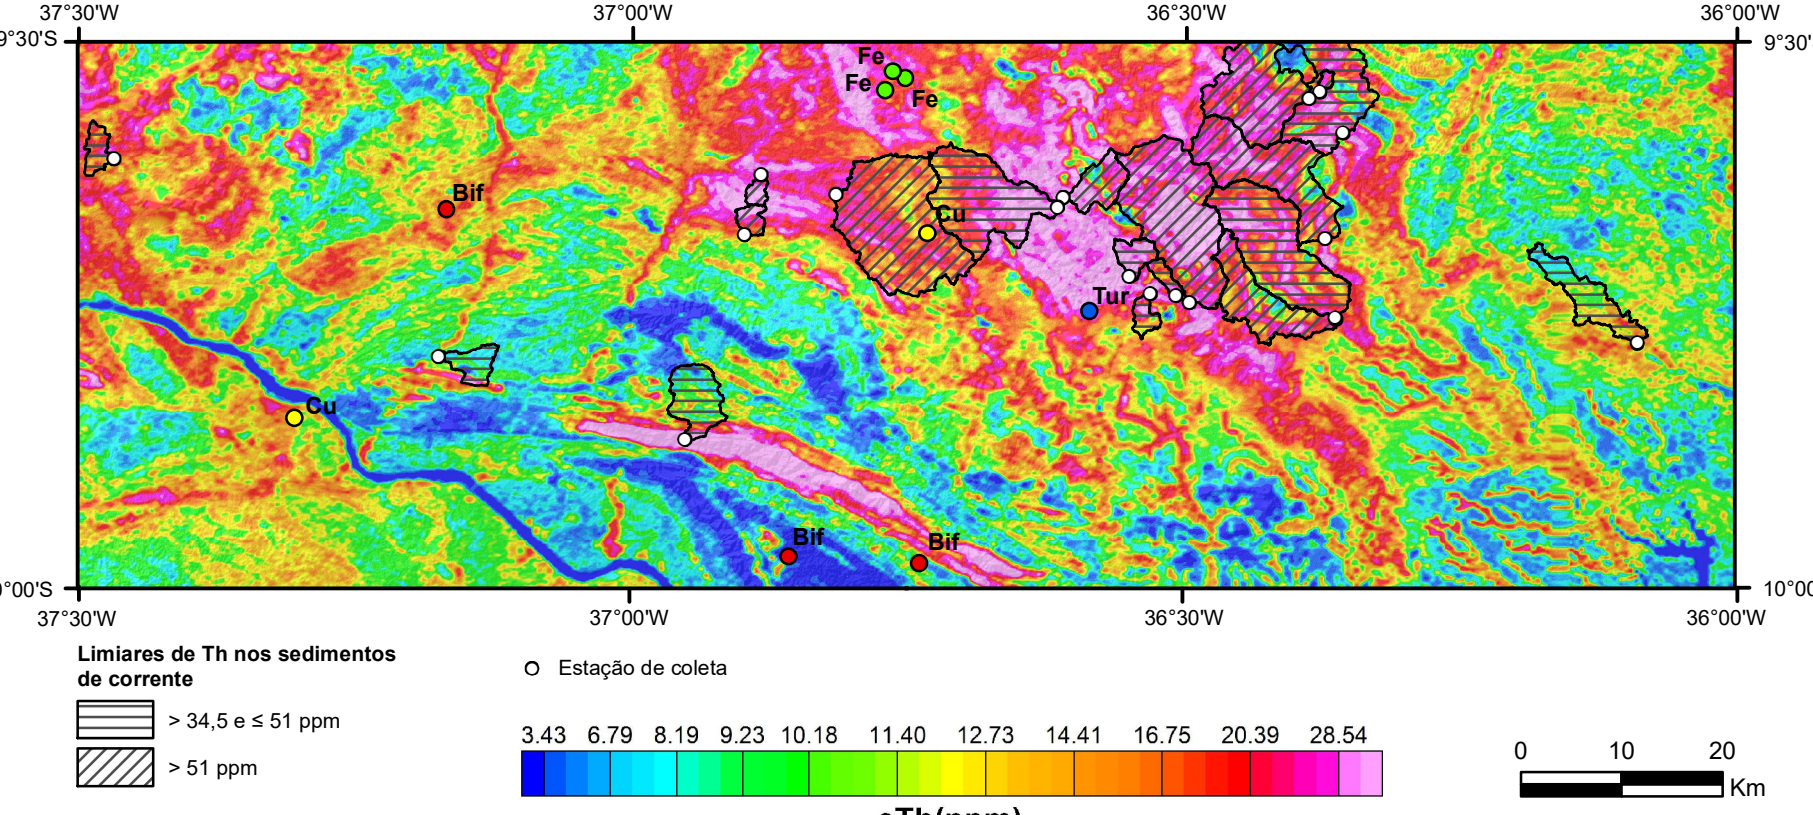 37°30'W 37°00'W 36°30'W 36°00'W
9°30'S 9°30'
Fe
Fe
Fe
Bif
Cu
Tur
Cu
Bif
Bif
0°00'S 10°00
37°30'W 37°00'W 36°30'W 36°00'W
Limiares de Th nos sedimentos
de corrente
> 34,5 e ≤ 51 ppm
> 51 ppm
Estação de coleta
3.43 6.79 8.19 9.23 10.18 11.40 12.73 14.41 16.75 20.39 28.54
eTh(ppm)
0 10 20
Km